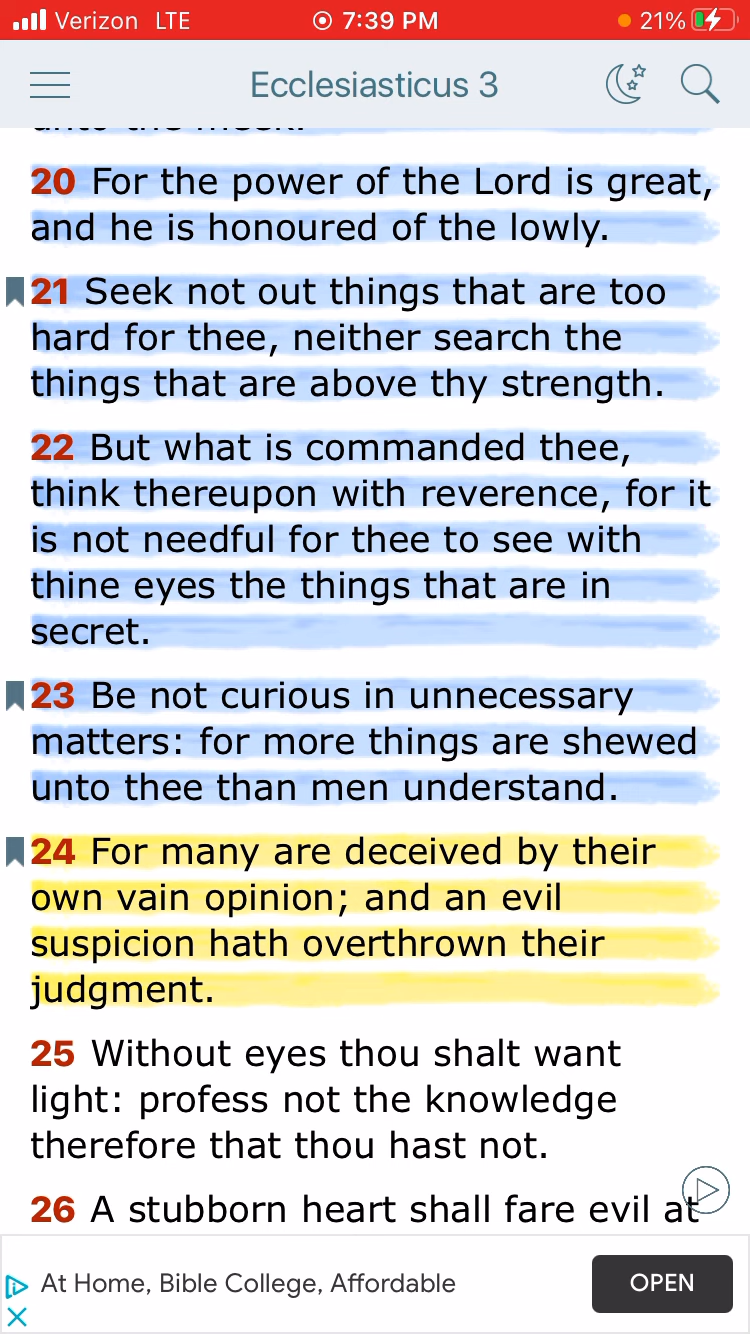 Verizon LTE 7:39 PM 21%
Ecclesiasticus 3
unto the meek.
20 For the power of the Lord is great,
and he is honoured of the lowly.
21 Seek not out things that are too
hard for thee, neither search the
things that are above thy strength.
22 But what is commanded thee,
think thereupon with reverence, for it
is not needful for thee to see with
thine eyes the things that are in
secret.
23 Be not curious in unnecessary
matters: for more things are shewed
unto thee than men understand.
24 For many are deceived by their
own vain opinion; and an evil
suspicion hath overthrown their
judgment.
25 Without eyes thou shalt want
light: profess not the knowledge
therefore that thou hast not.
26 A stubborn heart shall fare evil at
At Home, Bible College, Affordable
OPEN